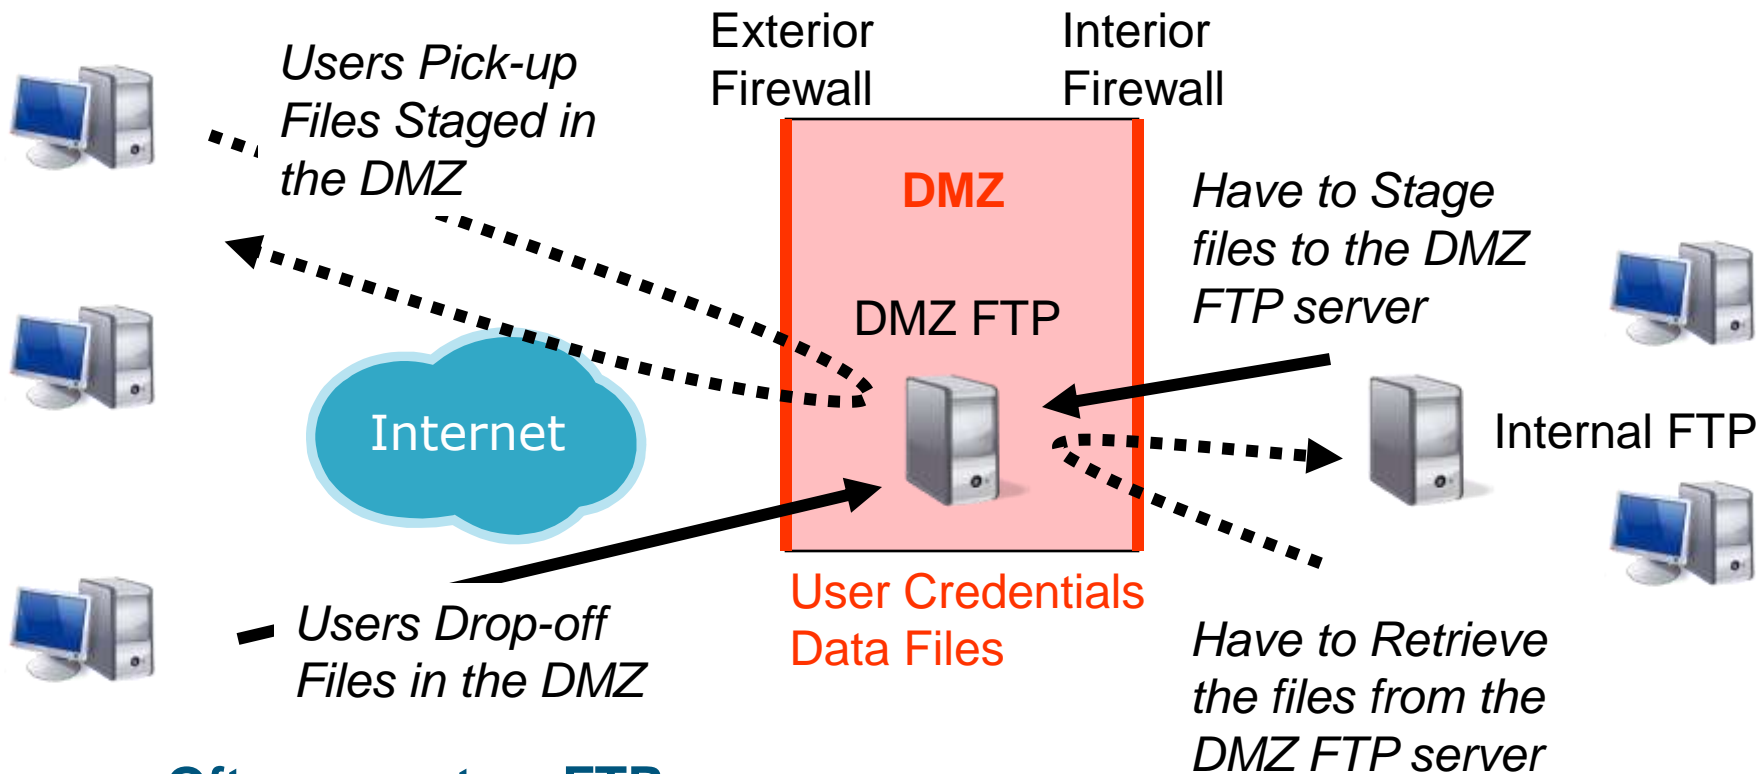 Exterior
Firewall
Interior
Firewall
Users Pick-up
Files Staged in
the DMZ
DMZ
Have to Stage
files to the DMZ
FTP server
DMZ FTP
Internet
Internal FTP
User Credentials
Data Files
Users Drop-off
Files in the DMZ
Have to Retrieve
the files from the
DMZ FTP server